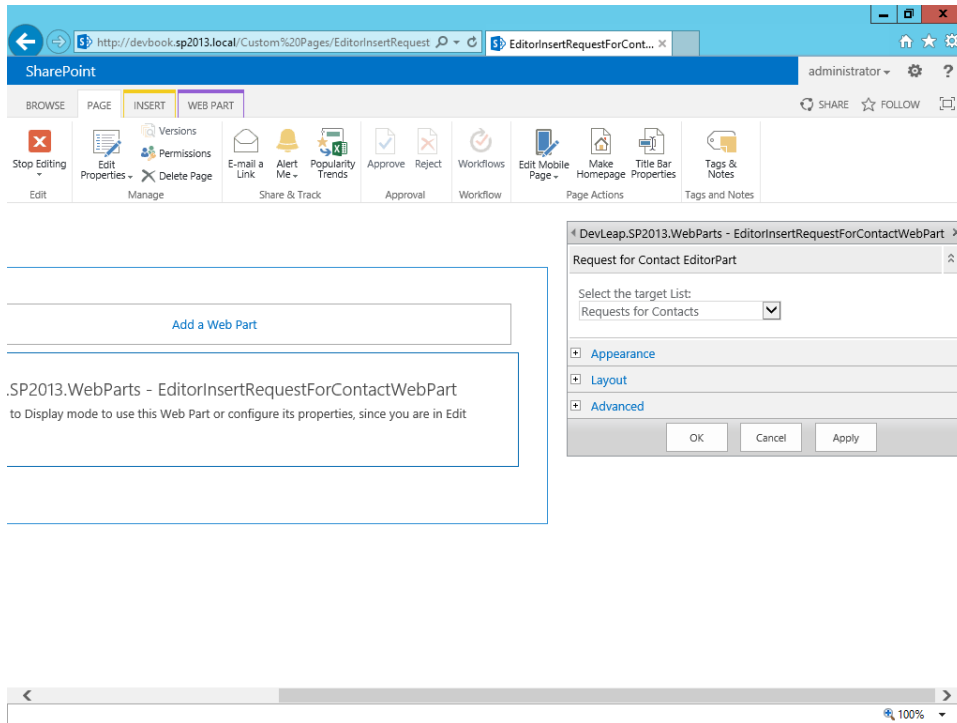 http://devbook.sp2013.local/Custom%20Pages/EditorInsertRequest
EditorInsertRequestForCont...
SharePoint
administrator
?
BROWSE PAGE INSERT WEB PART
SHARE FOLLOW
Stop Editing
Edit Properties
Versions
Permissions
Delete Page
E-mail a Link
Alert Me
Popularity Trends
Approve
Reject
Workflows
Edit Mobile Page
Make Homepage
Title Bar Properties
Tags & Notes
Edit Manage Share & Track Approval Workflow Page Actions Tags and Notes
DevLeap.SP2013.WebParts - EditorInsertRequestForContactWebPart
Request for Contact EditorPart
Select the target List:
Requests for Contacts
Add a Web Part
Appearance
Layout
.SP2013.WebParts - EditorInsertRequestForContactWebPart
to Display mode to use this Web Part or configure its properties, since you are in Edit
Advanced
OK Cancel Apply
100%